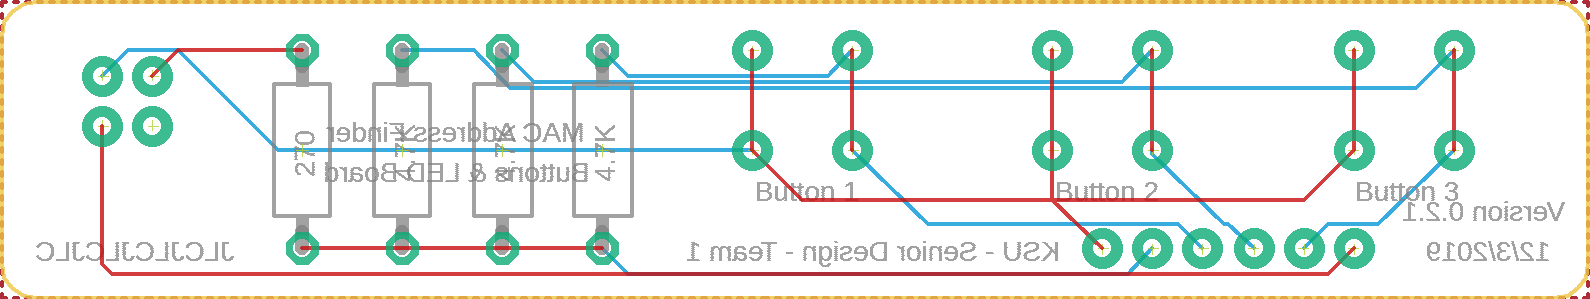 MAC Address Finder
Buttons & LED Board
270
4.7K
4.7K
4.7K
Button 1
Button 2
Button 3
Version 0.2.1
JLCJLCJLCJLC
KSU - Senior Design - Team 1
12/3/2019